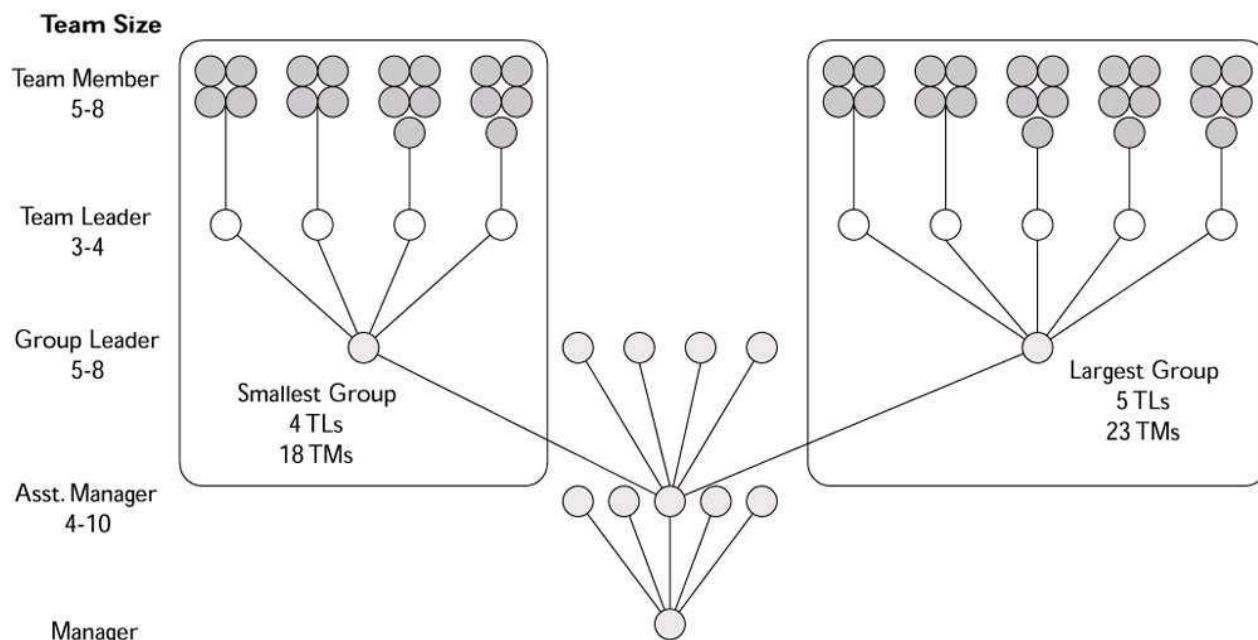 Team Size
Team Member
5-8
Team Leader
3-4
Group Leader
5-8
Smallest Group
4 TLs
18 TMs
Largest Group
5 TLs
23 TMs
Asst. Manager
4-10
Manager